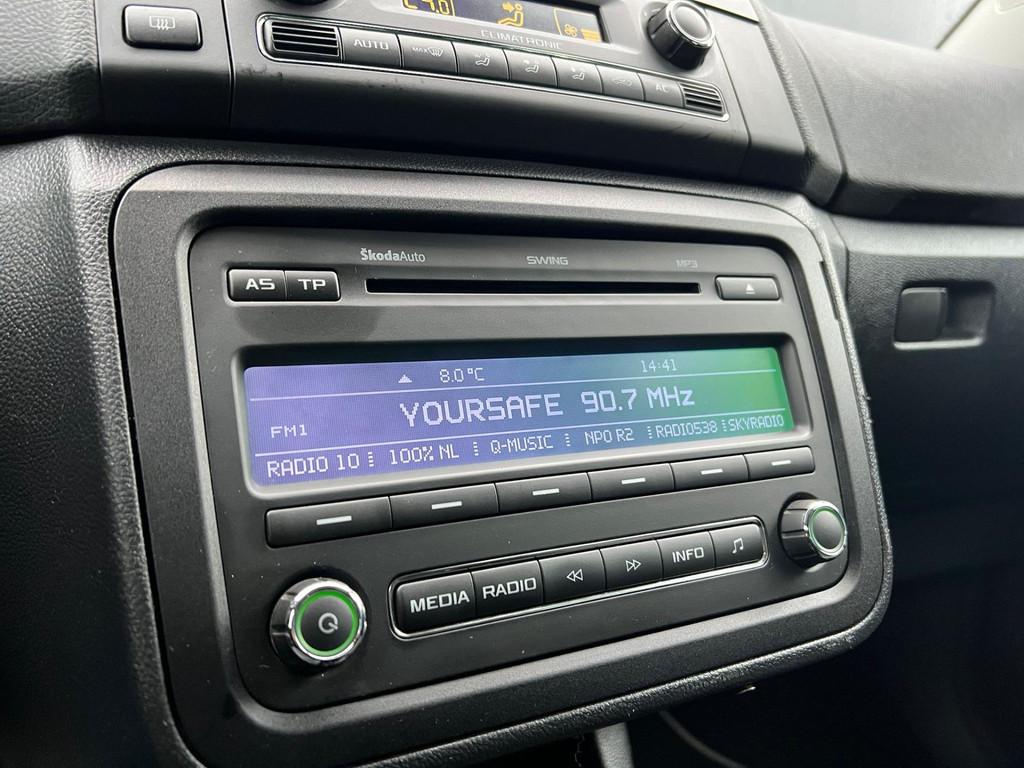 CLIMATRONIC
AUTO MAX AC
ŠkodaAuto SWING MP3
AS TP
8.0°C 14:41
YOURSAFE 90.7 MHz
FM1
RADIO 10 100% NL Q-MUSIC NPO R2 RADIO538 SKYRADIO
MEDIA RADIO INFO